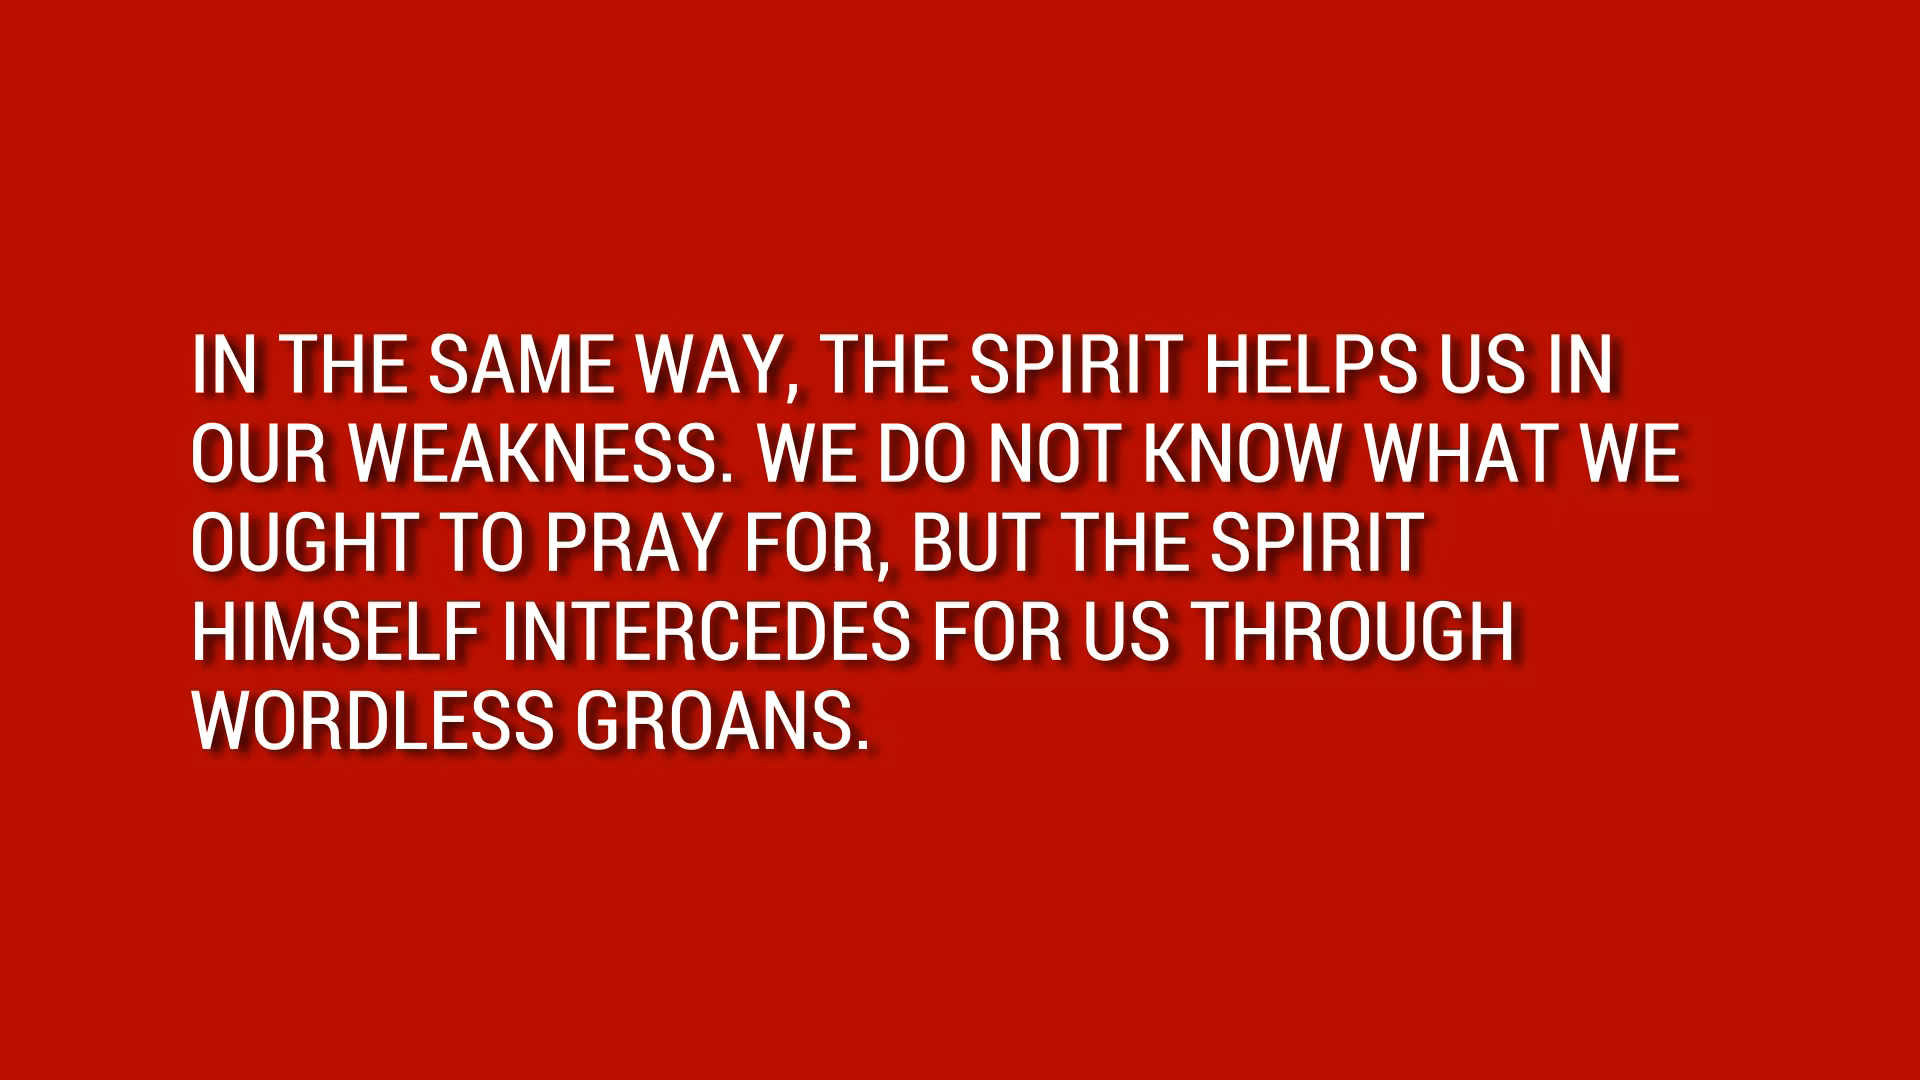 IN THE SAME WAY, THE SPIRIT HELPS US IN
OUR WEAKNESS. WE DO NOT KNOW WHAT WE
OUGHT TO PRAY FOR, BUT THE SPIRIT
HIMSELF INTERCEDES FOR US THROUGH
WORDLESS GROANS.